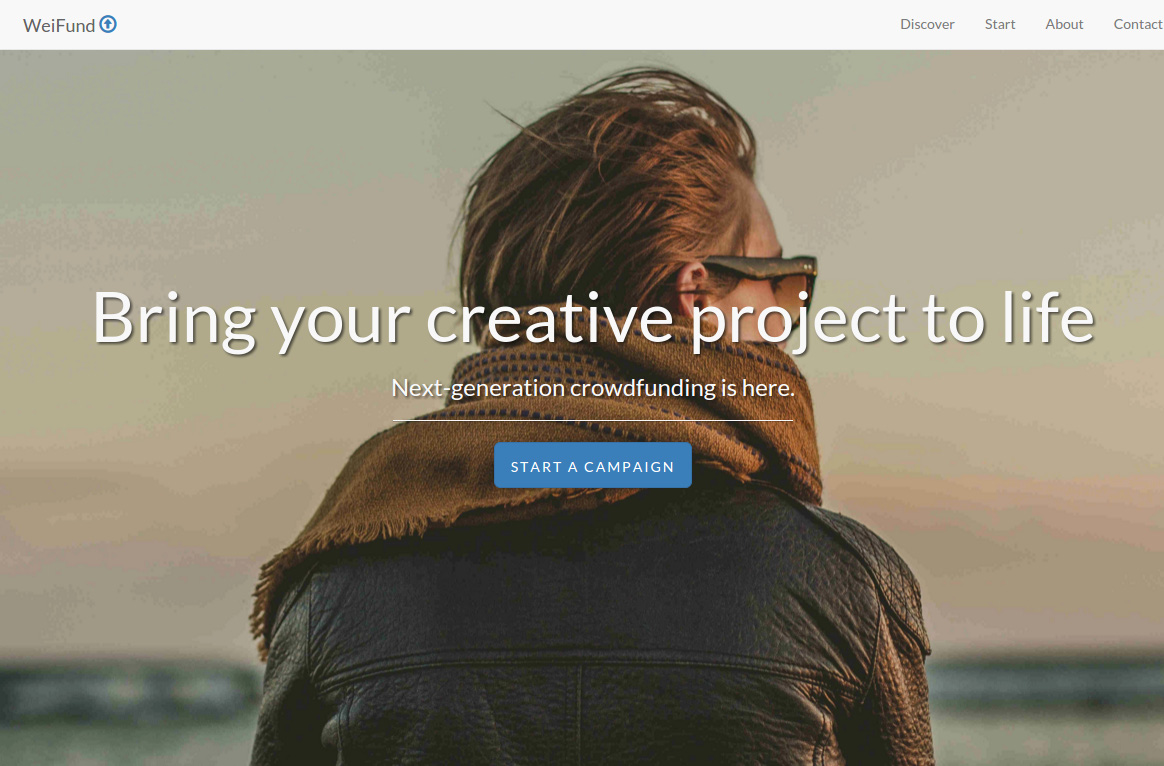 WeiFund
Discover Start About Contact
Bring your creative project to life
Next-generation crowdfunding is here.
START A CAMPAIGN